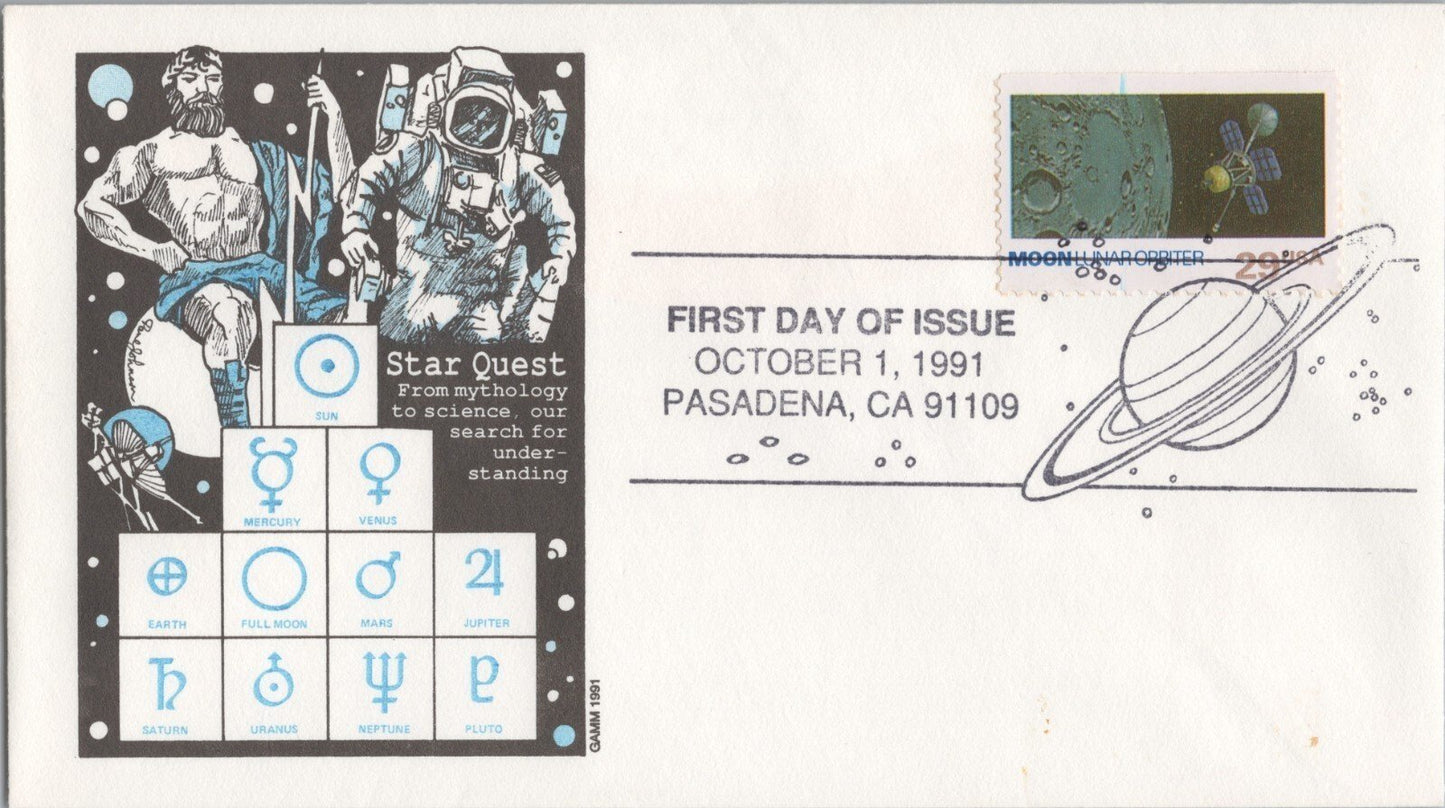 Star Quest
From mythology
to science, our
search for
under-
standing
SUN
MERCURY
VENUS
EARTH
FULL MOON
MARS
JUPITER
SATURN
URANUS
NEPTUNE
PLUTO
GAMM 1991
MOON LUNAR ORBITER
29 USA
FIRST DAY OF ISSUE
OCTOBER 1, 1991
PASADENA, CA 91109